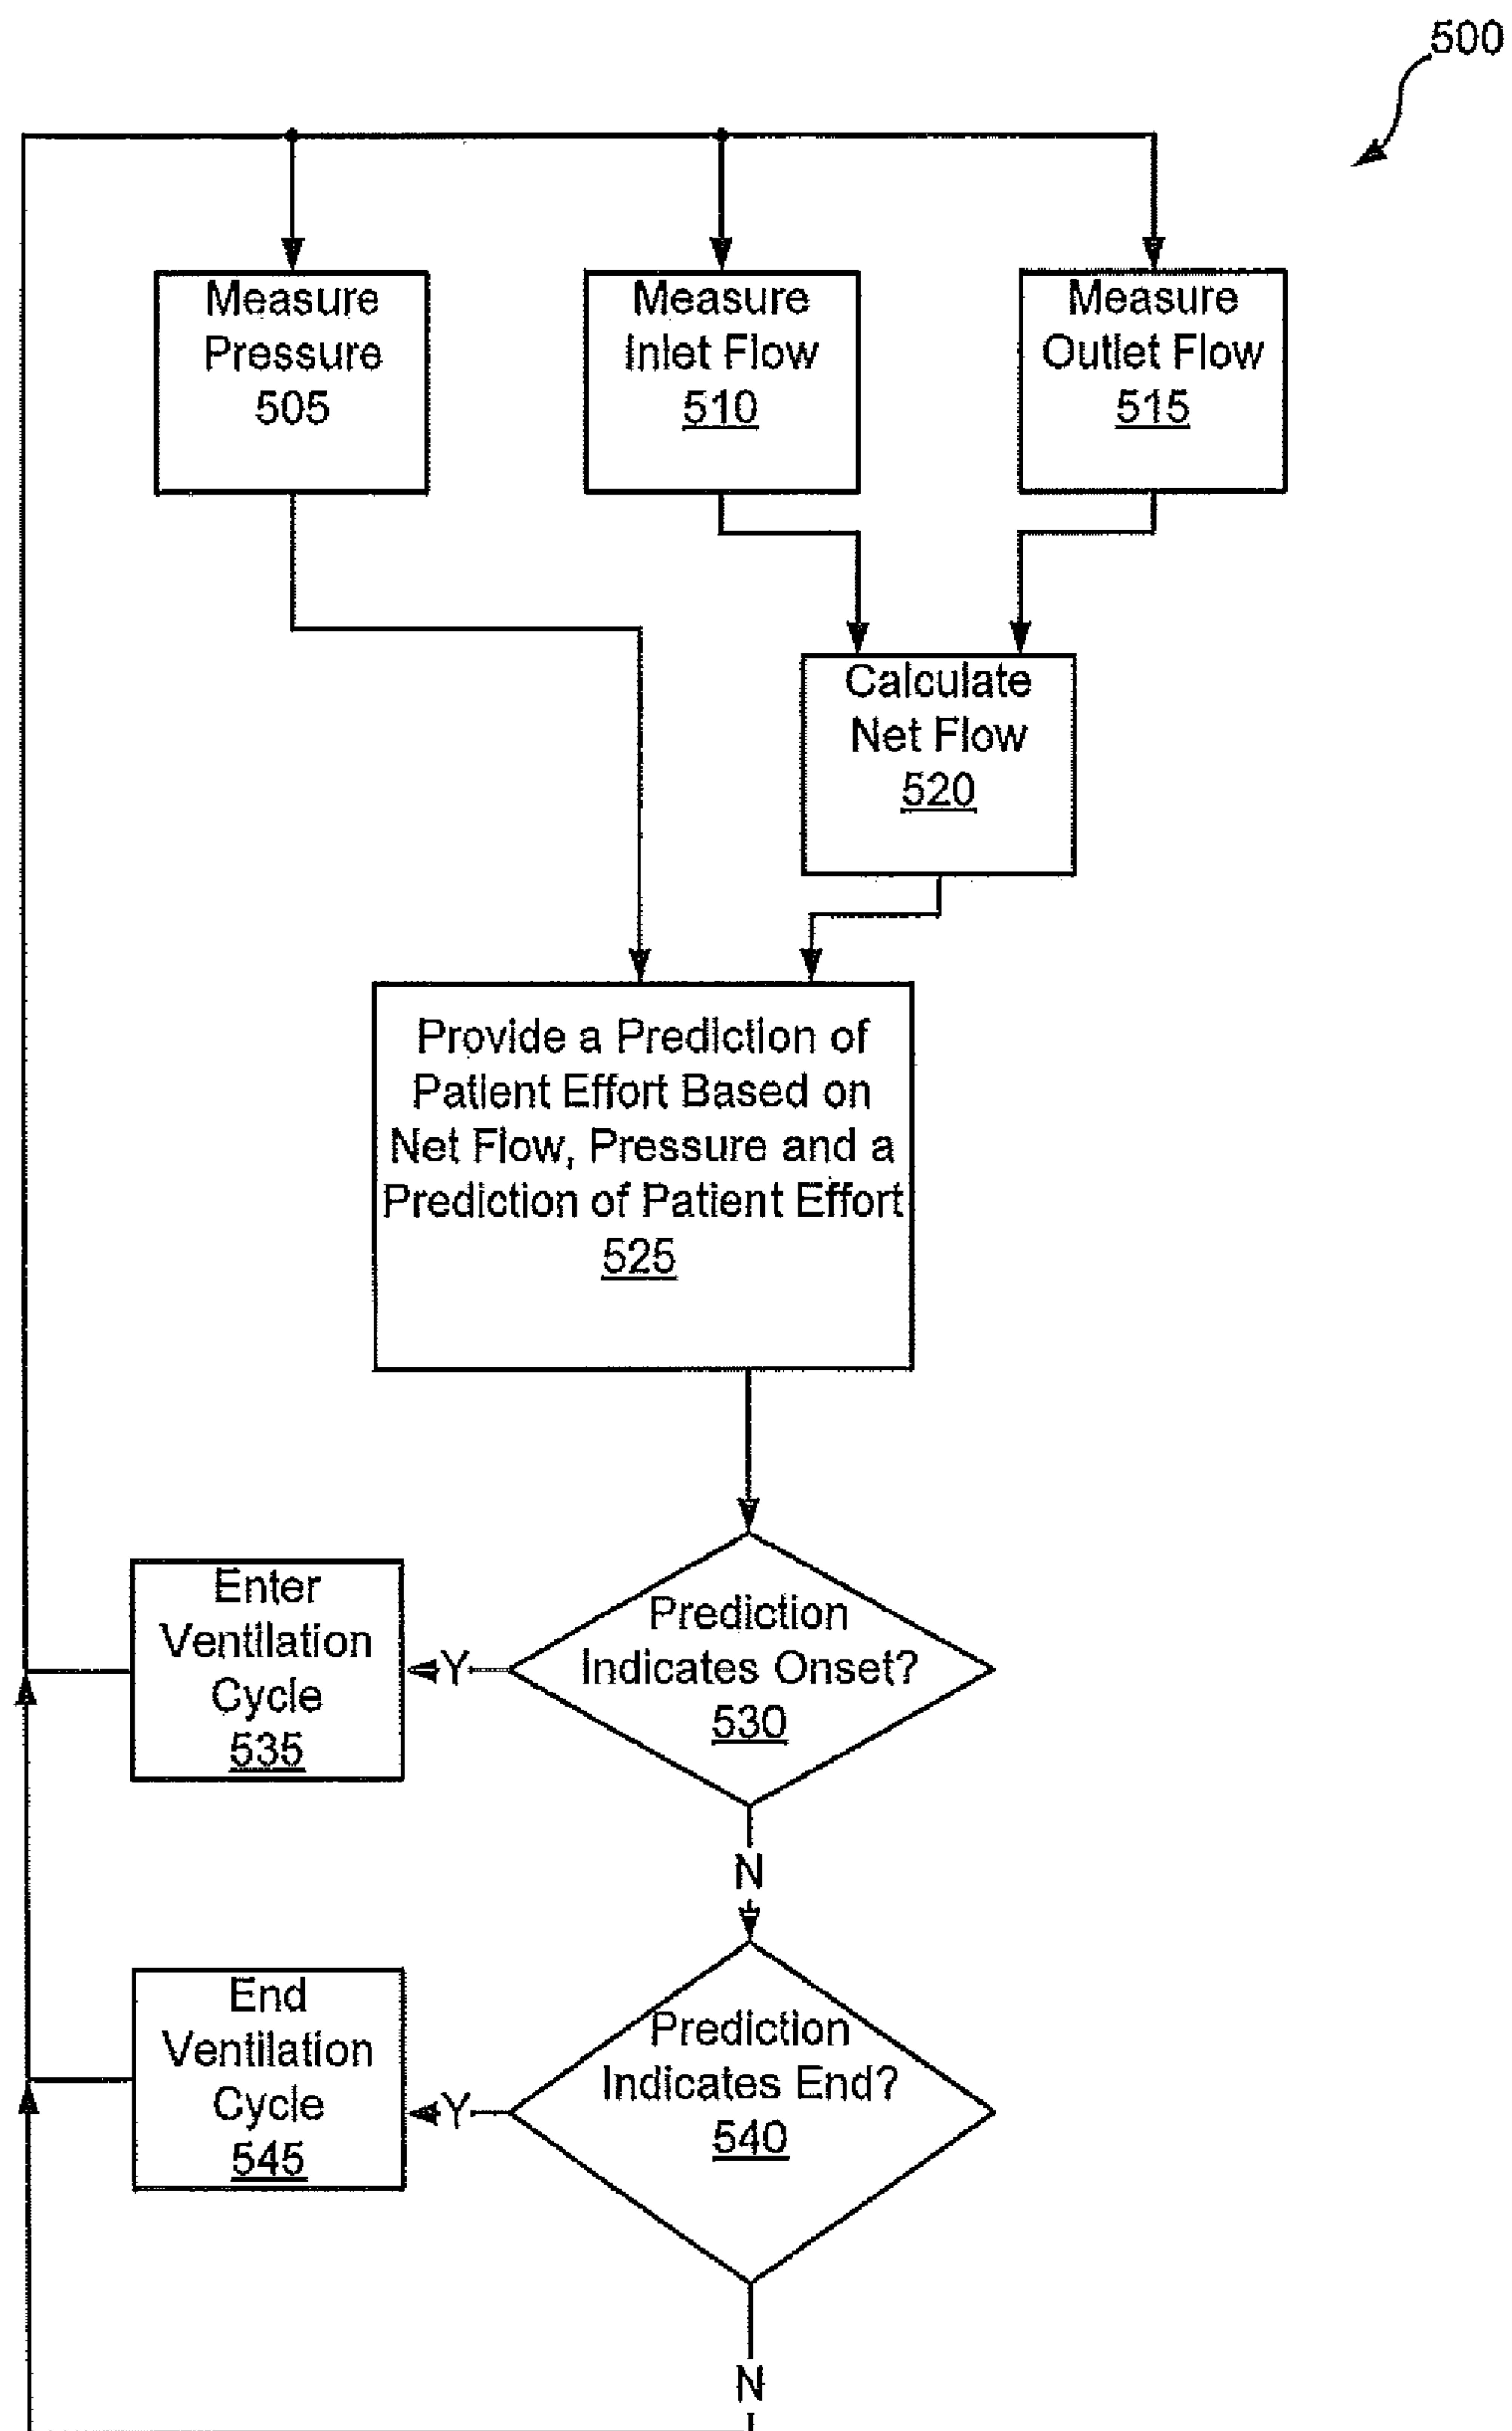 500
Measure
Pressure
505
Measure
Inlet Flow
510
Measure
Outlet Flow
515
Calculate
Net Flow
520
Provide a Prediction of
Patient Effort Based on
Net Flow, Pressure and a
Prediction of Patient Effort
525
Prediction
Indicates Onset?
530
Y
Enter
Ventilation
Cycle
535
N
Prediction
Indicates End?
540
Y
End
Ventilation
Cycle
545
N